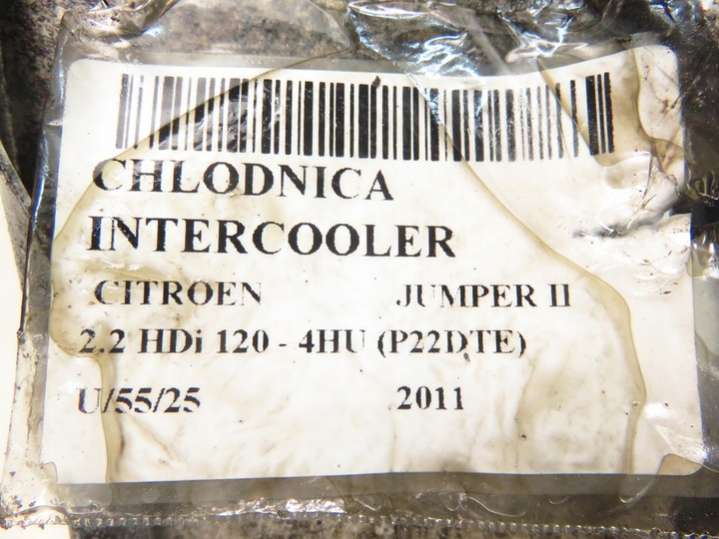 CHLODNICA
INTERCOOLER
CITROEN JUMPER II
2.2 HDi 120 - 4HU (P22DTE)
U/55/25 2011